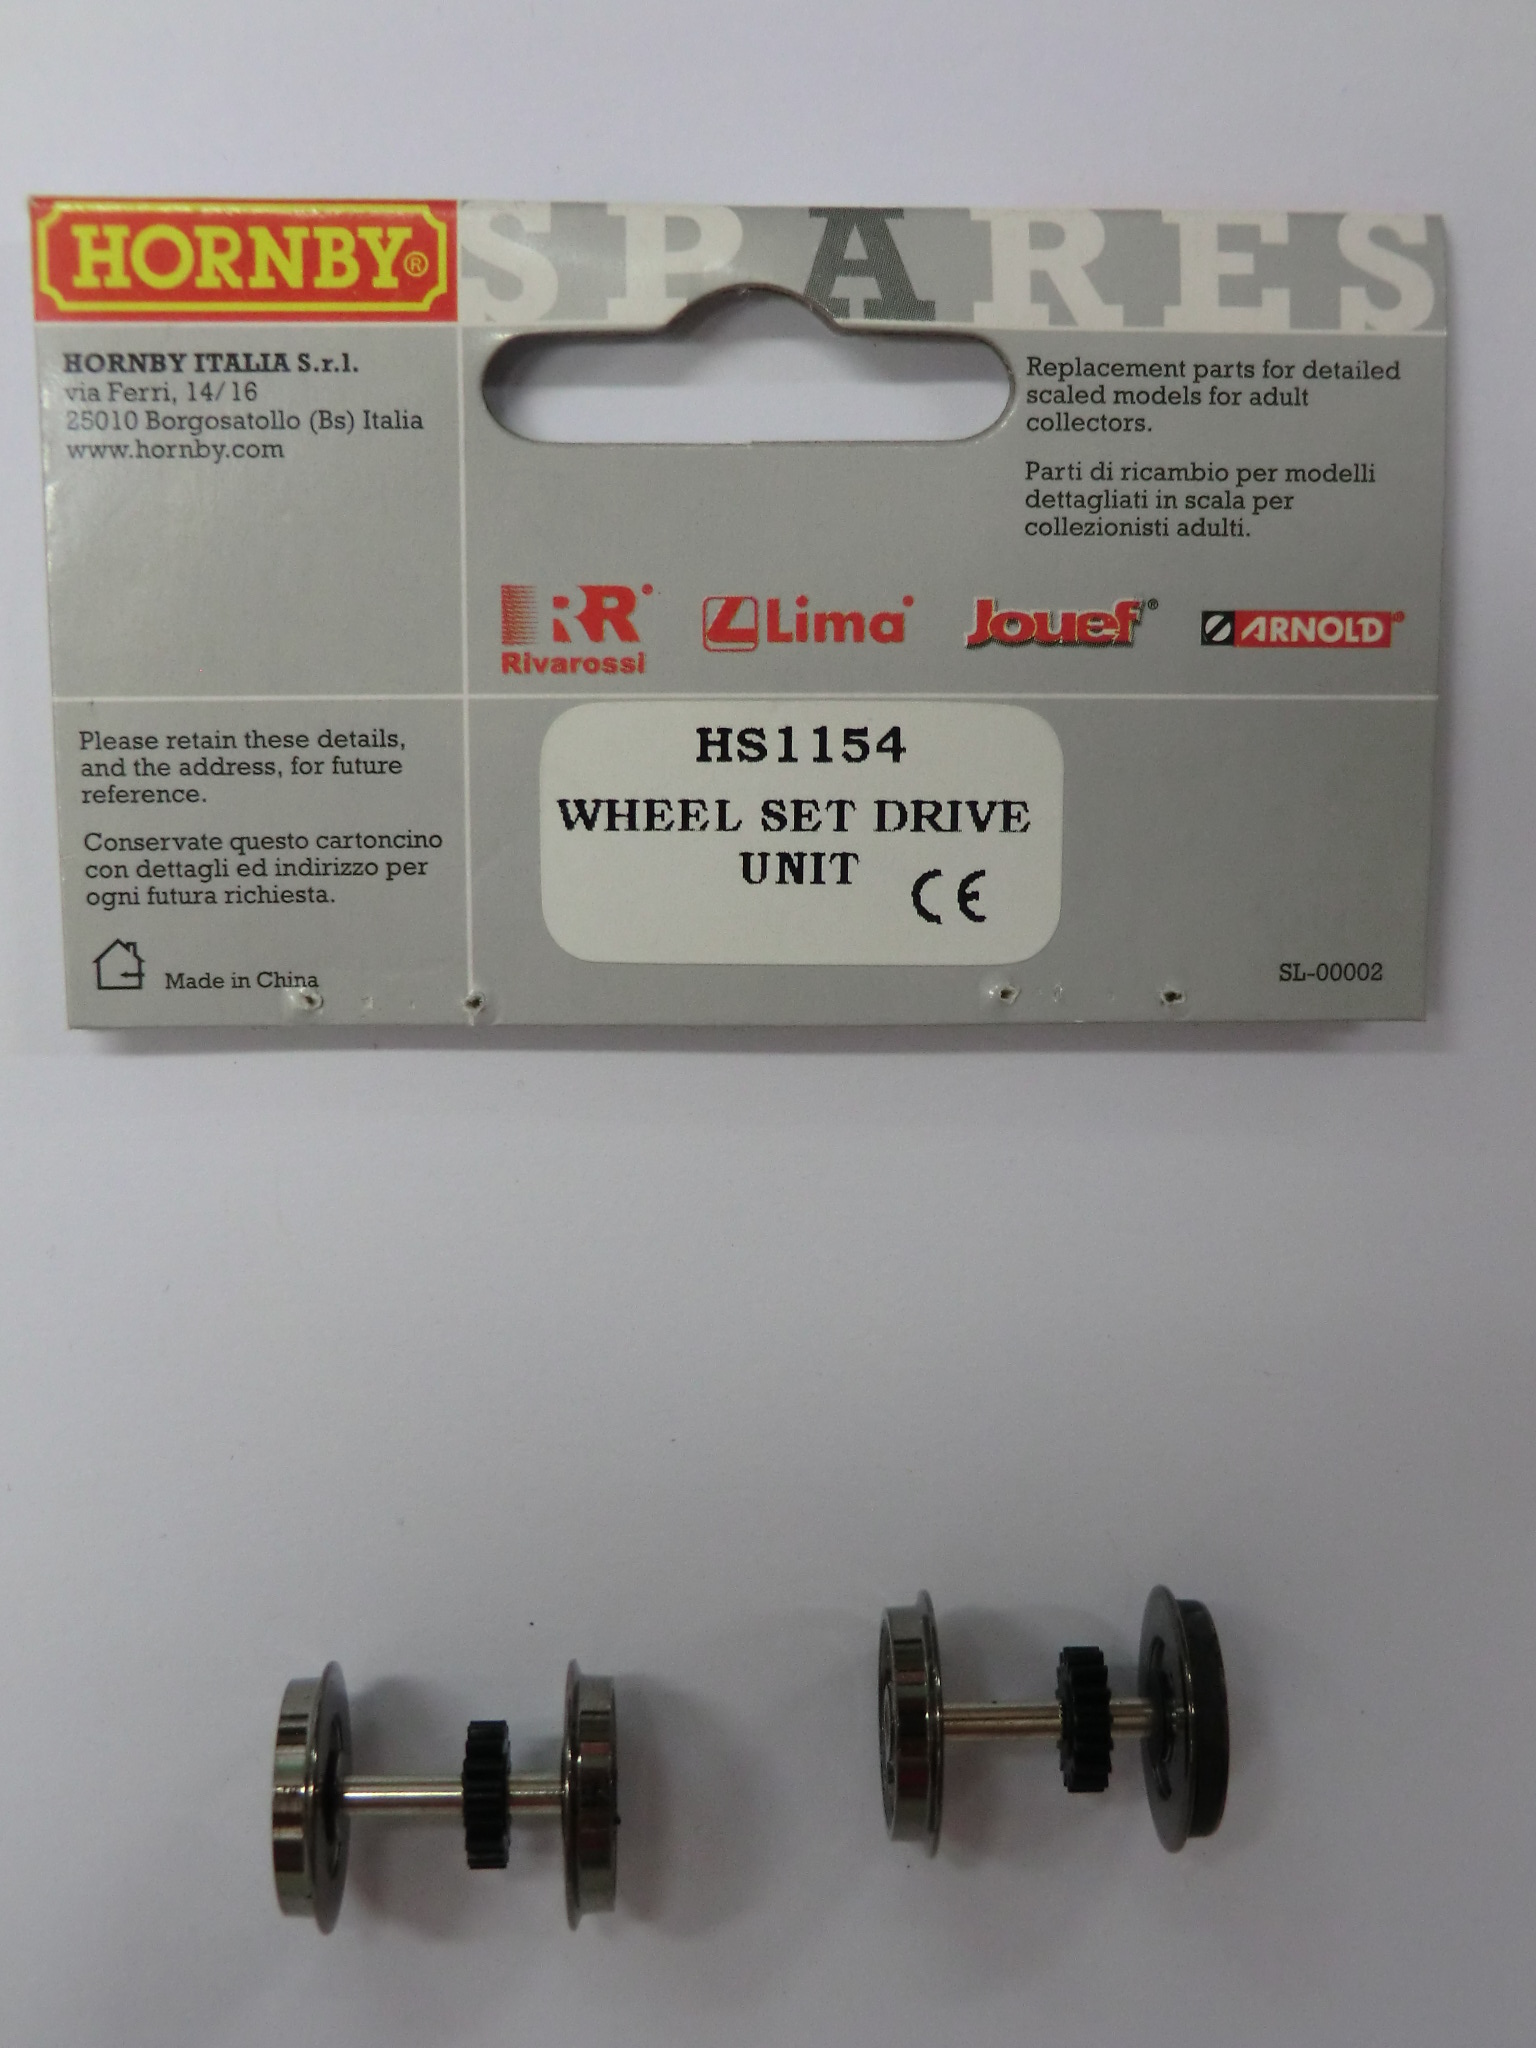 HORNBY®
SPARES
HORNBY ITALIA S.r.l.
via Ferri, 14/16
25010 Borgosatollo (Bs) Italia
www.hornby.com
Replacement parts for detailed
scaled models for adult
collectors.
Parti di ricambio per modelli
dettagliati in scala per
collezionisti adulti.
RR
Rivarossi
Lima
Jouef®
ARNOLD
Please retain these details,
and the address, for future
reference.
Conservate questo cartoncino
con dettagli ed indirizzo per
ogni futura richiesta.
Made in China
HS1154
WHEEL SET DRIVE
UNIT
CE
SL-00002